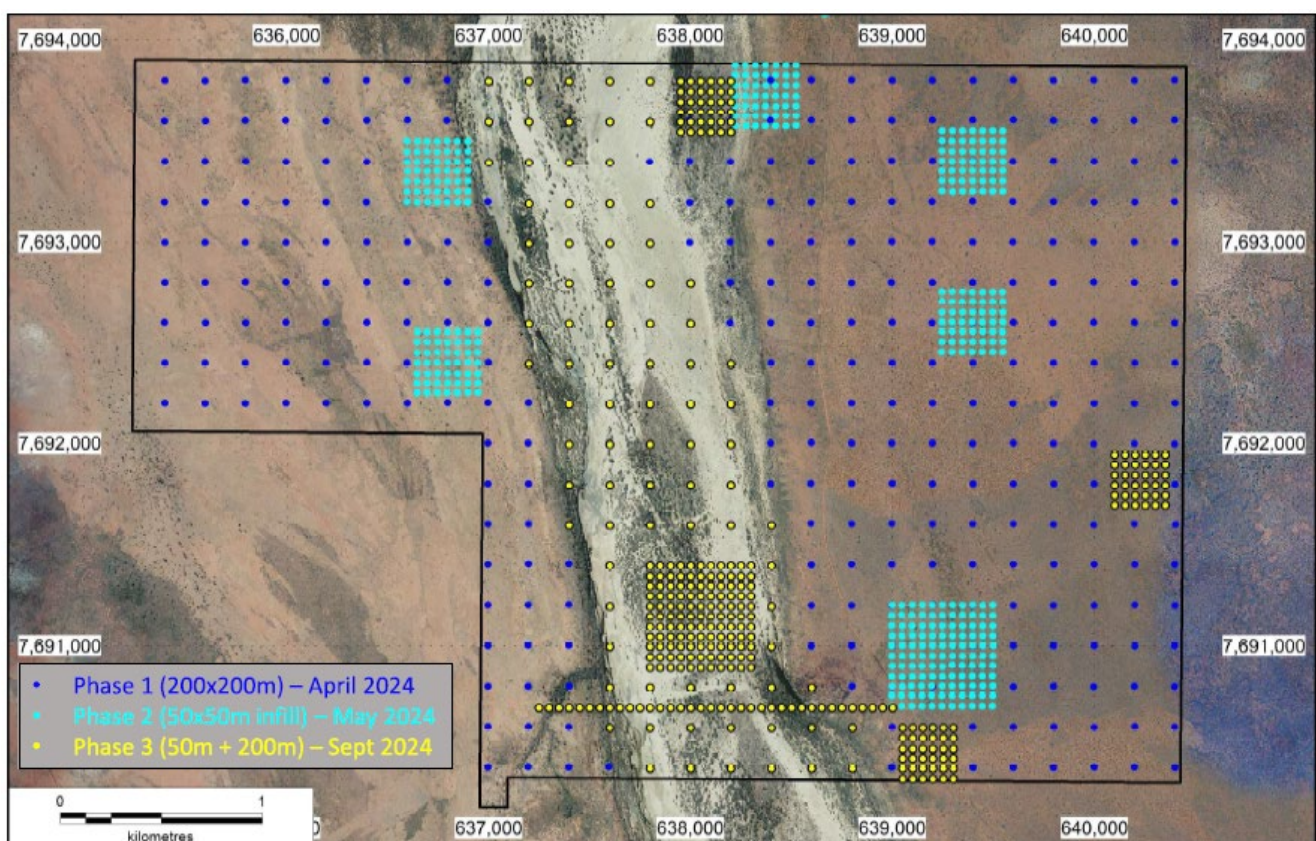 7,694,000 636,000 637,000 638,000 639,000 640,000 7,694,000
7,693,000 7,693,000
7,692,000 7,692,000
7,691,000 7,691,000
Phase 1 (200x200m) – April 2024
Phase 2 (50x50m infill) – May 2024
Phase 3 (50m + 200m) – Sept 2024
0 1
kilometres
637,000 638,000 639,000 640,000